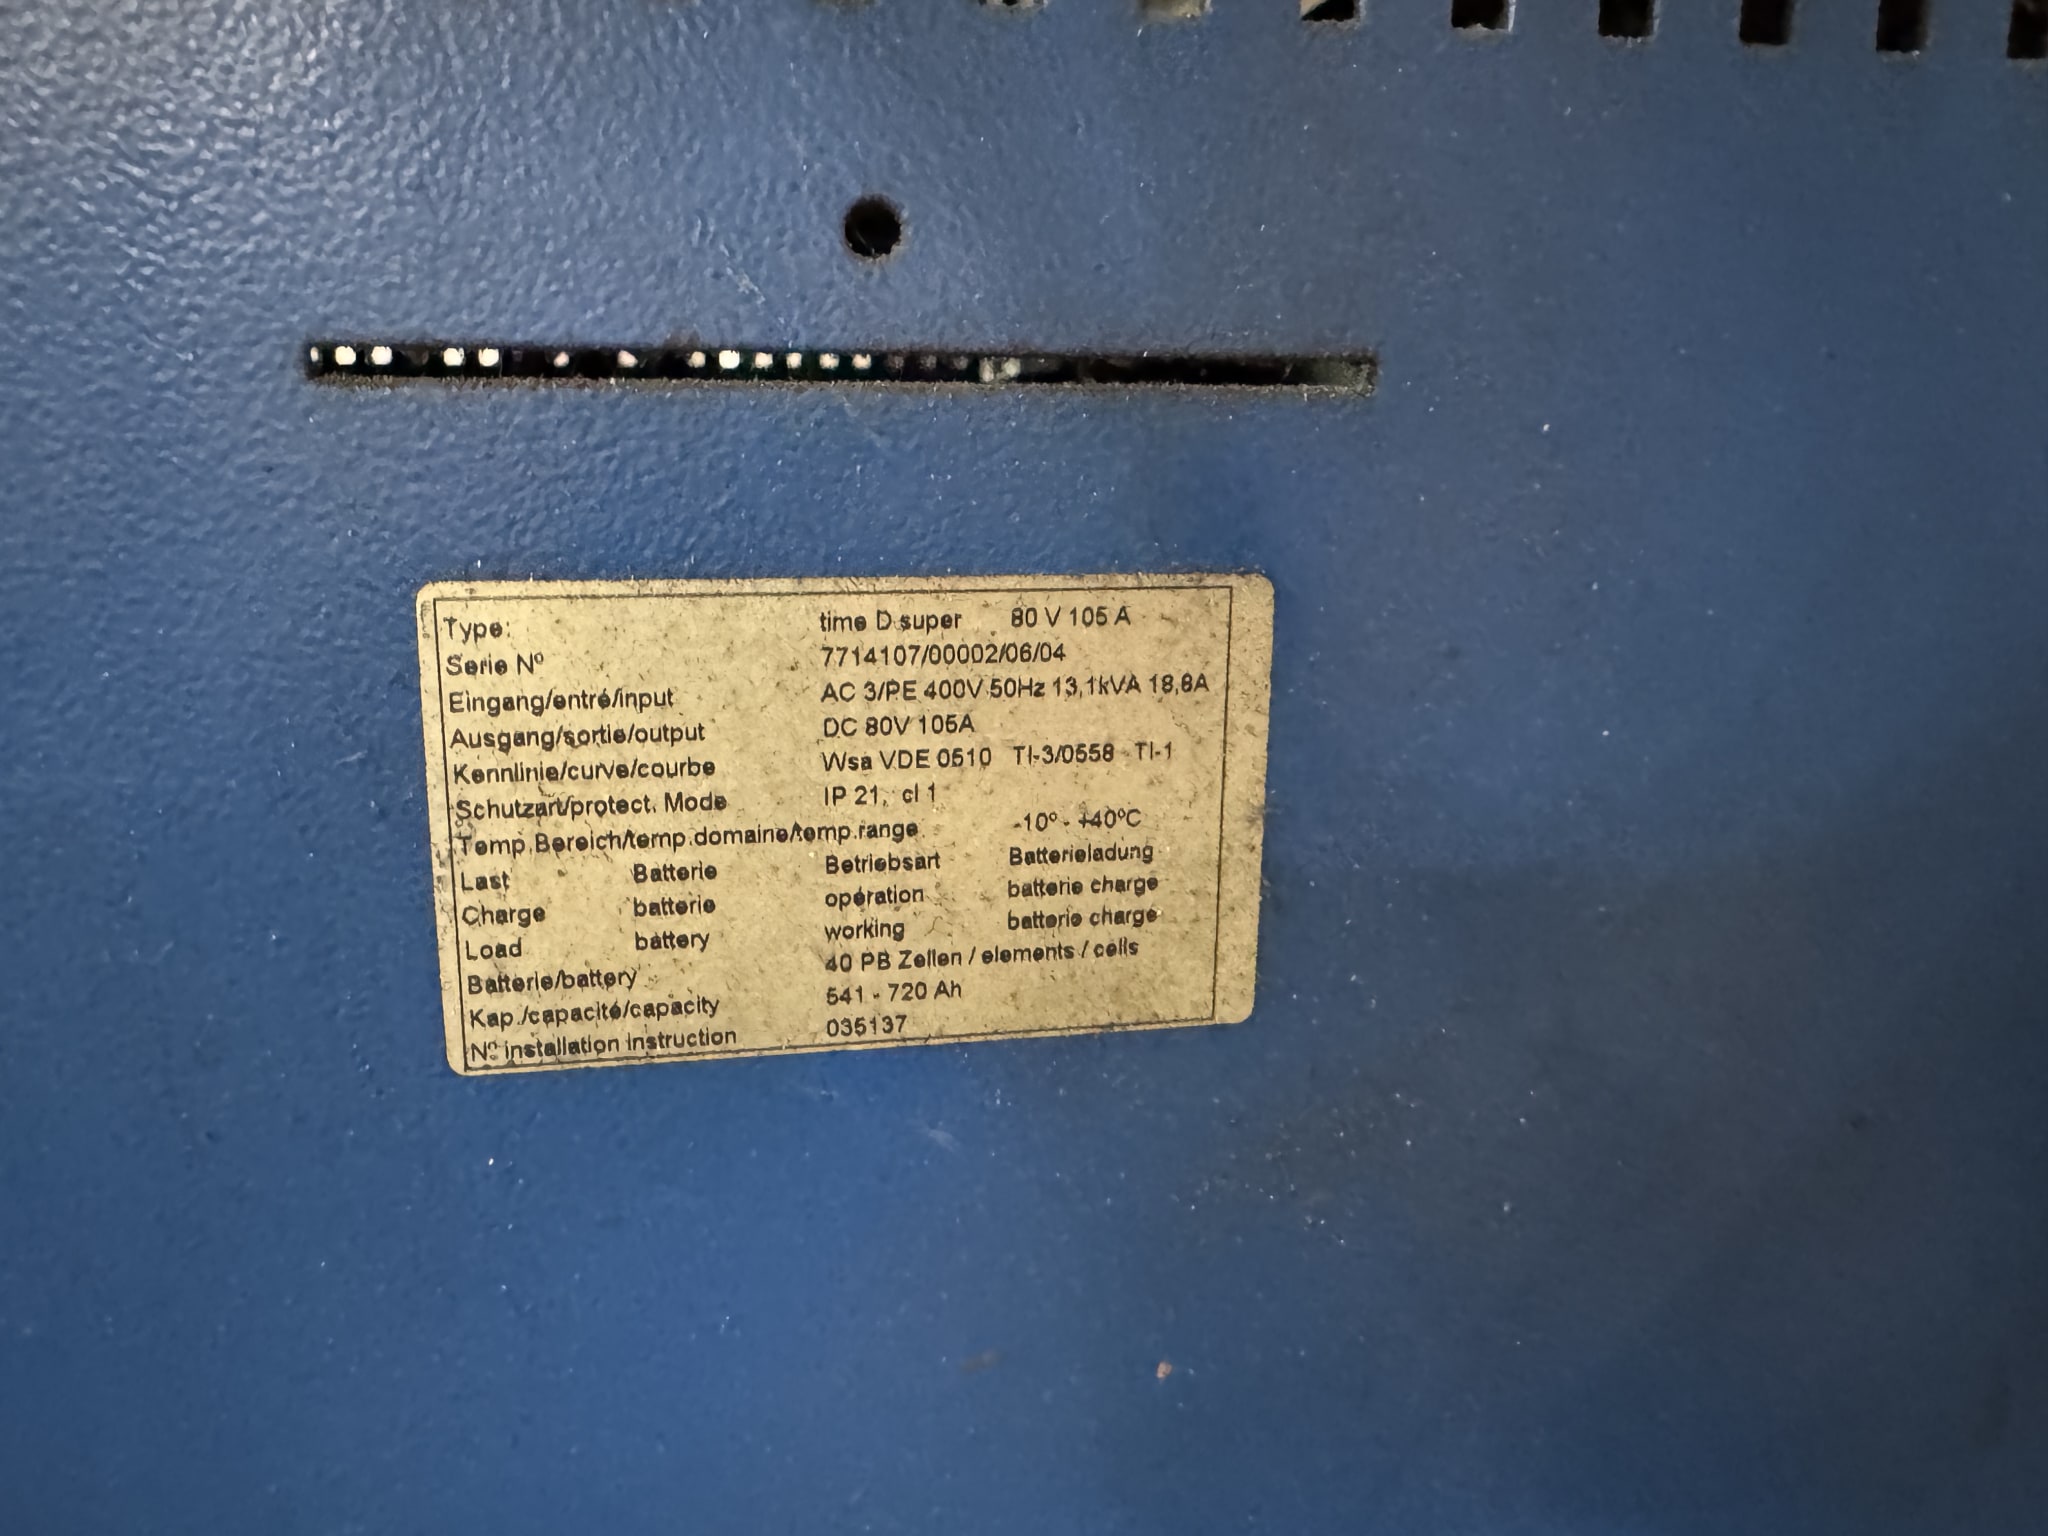 Type: time D super 80 V 105 A
Serie Nº 7714107/00002/06/04
Eingang/entré/input AC 3/PE 400V 50Hz 13,1kVA 18,8A
Ausgang/sortie/output DC 80V 105A
Kennlinie/curve/courbe Wsa VDE 0510 TI-3/0558 TI-1
Schutzart/protect. Mode IP 21, cl 1
Temp.Bereich/temp.domaine/temp.range -10º - +40ºC
Last Batterie Betriebsart Batterieladung
Charge batterie opération batterie charge
Load battery working batterie charge
Batterie/battery 40 PB Zellen / elements / cells
Kap./capacité/capacity 541 - 720 Ah
Nº installation instruction 035137